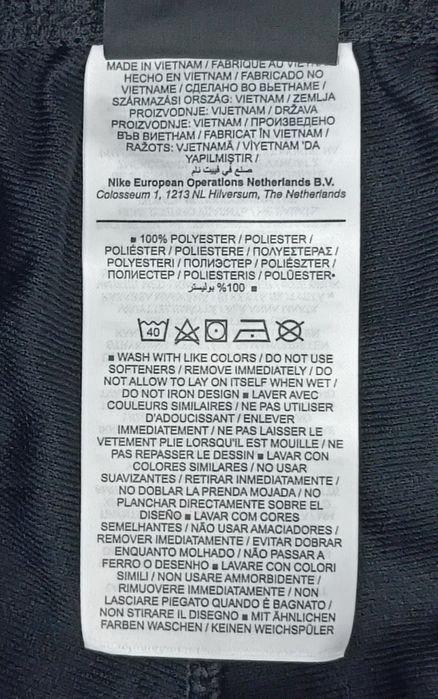 MADE IN VIETNAM / FABRIQUÉ AU VIETNAM /
HECHO EN VIETNAM / FABRICADO NO
VIETNAME / СДЕЛАНО ВО ВЬЕТНАМЕ /
SZÁRMAZÁSI ORSZÁG: VIETNAM / ZEMLJA
PROIZVODNJE: VIJETNAM / DRŽAVA
PROIZVODNJE: VIETNAM / ПРОИЗВЕДЕНО
ВЪВ ВИЕТНАМ / FABRICAT ÎN VIETNAM /
RAŽOTS: VJETNAMĀ / VİYETNAM 'DA
YAPILMIŞTIR /
صنع في فييت نام
Nike European Operations Netherlands B.V.
Colosseum 1, 1213 NL Hilversum, The Netherlands
■ 100% POLYESTER / POLIESTER /
POLIÉSTER / POLIESTERE / ΠΟΛΥΕΣΤΕΡΑΣ /
POLYESTERI / ПОЛИЭСТЕР / POLIÉSZTER /
ПОЛИЕСТЕР / POLIESTERIS / POLÜESTER•
%100 بوليستر ■
40
■ WASH WITH LIKE COLORS / DO NOT USE
SOFTENERS / REMOVE IMMEDIATELY / DO
NOT ALLOW TO LAY ON ITSELF WHEN WET /
DO NOT IRON DESIGN ■ LAVER AVEC
COULEURS SIMILAIRES / NE PAS UTILISER
D'ADOUCISSANT / ENLEVER
IMMEDIATEMENT / NE PAS LAISSER LE
VETEMENT PLIE LORSQU'IL EST MOUILLE / NE
PAS REPASSER LE DESSIN ■ LAVAR CON
COLORES SIMILARES / NO USAR
SUAVIZANTES / RETIRAR INMEDIATAMENTE /
NO DOBLAR LA PRENDA MOJADA / NO
PLANCHAR DIRECTAMENTE SOBRE EL
DISEÑO ■ LAVAR COM CORES
SEMELHANTES / NÃO USAR AMACIADORES /
REMOVER IMEDIATAMENTE / EVITAR DOBRAR
ENQUANTO MOLHADO / NÃO PASSAR A
FERRO O DESENHO ■ LAVARE CON COLORI
SIMILI / NON USARE AMMORBIDENTE /
RIMUOVERE IMMEDIATAMENTE / NON
LASCIARE PIEGATO QUANDO È BAGNATO /
NON STIRARE IL DISEGNO ■ MIT ÄHNLICHEN
FARBEN WASCHEN / KEINEN WEICHSPÜLER